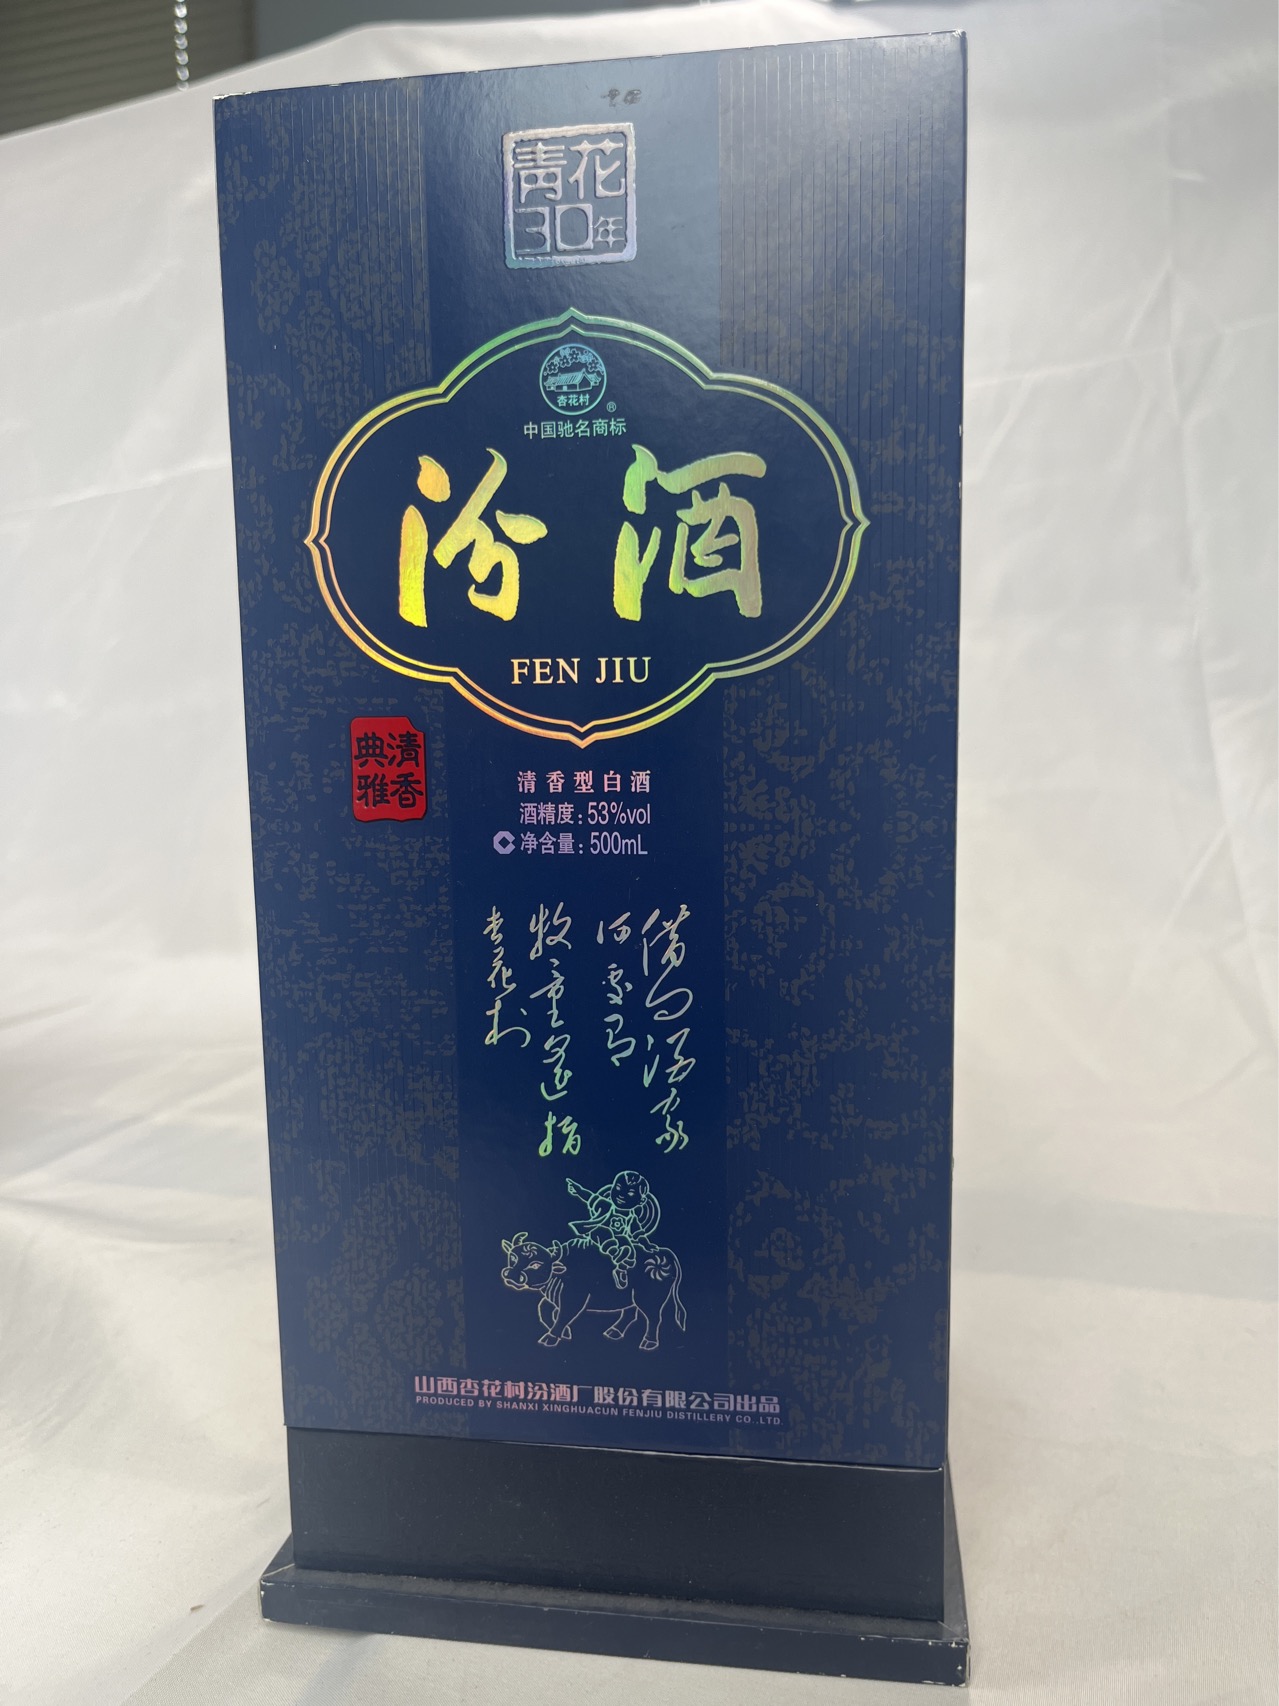 青花
30年
杏花村
®
中国驰名商标
汾酒
FEN JIU
清香
典雅
清香型白酒
酒精度:53%vol
净含量:500mL
借问酒家
何处有
牧童遥指
杏花村
山西杏花村汾酒厂股份有限公司出品
PRODUCED BY SHANXI XINGHUACUN FENJIU DISTILLERY CO.,LTD.